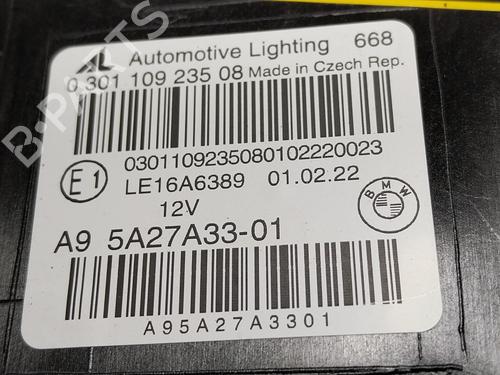 AL Automotive Lighting 668
0 301 109 235 08 Made in Czech Rep.
0301109235080102220023
E1 LE16A6389 01.02.22
12V
BMW
A9 5A27A33-01
A95A27A3301
B-PARTS